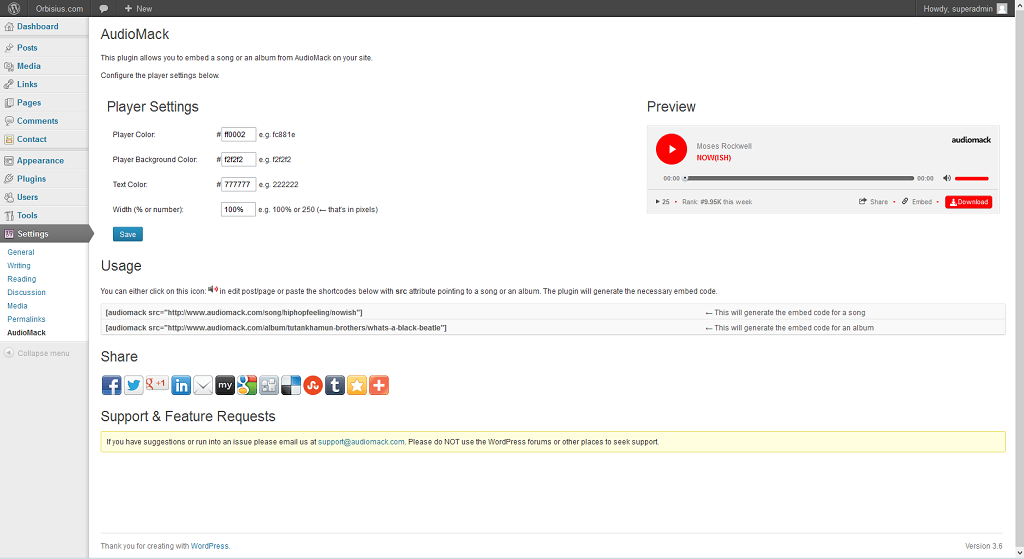 Orbisius.com
New
Howdy, superadmin
Dashboard
Posts
Media
Links
Pages
Comments
Contact
Appearance
Plugins
Users
Tools
Settings
General
Writing
Reading
Discussion
Media
Permalinks
AudioMack
Collapse menu
AudioMack
This plugin allows you to embed a song or an album from AudioMack on your site.
Configure the player settings below.
Player Settings
Player Color: # ff0002 e.g. fc881e
Player Background Color: # f2f2f2 e.g. f2f2f2
Text Color: # 777777 e.g. 222222
Width (% or number): 100% e.g. 100% or 250 (← that's in pixels)
Save
Preview
audiomack
Moses Rockwell
NOW(ISH)
00:00 00:00
25 • Rank: #9.95K this week Share • Embed • Download
Usage
You can either click on this icon: in edit post/page or paste the shortcodes below with src attribute pointing to a song or an album. The plugin will generate the necessary embed code.
[audiomack src="http://www.audiomack.com/song/hiphopfeeling/nowish"] ← This will generate the embed code for a song
[audiomack src="http://www.audiomack.com/album/tutankhamun-brothers/whats-a-black-beatle"] ← This will generate the embed code for an album
Share
f g +1 in my g t
Support & Feature Requests
If you have suggestions or run into an issue please email us at support@audiomack.com. Please do NOT use the WordPress forums or other places to seek support.
Thank you for creating with WordPress.
Version 3.6